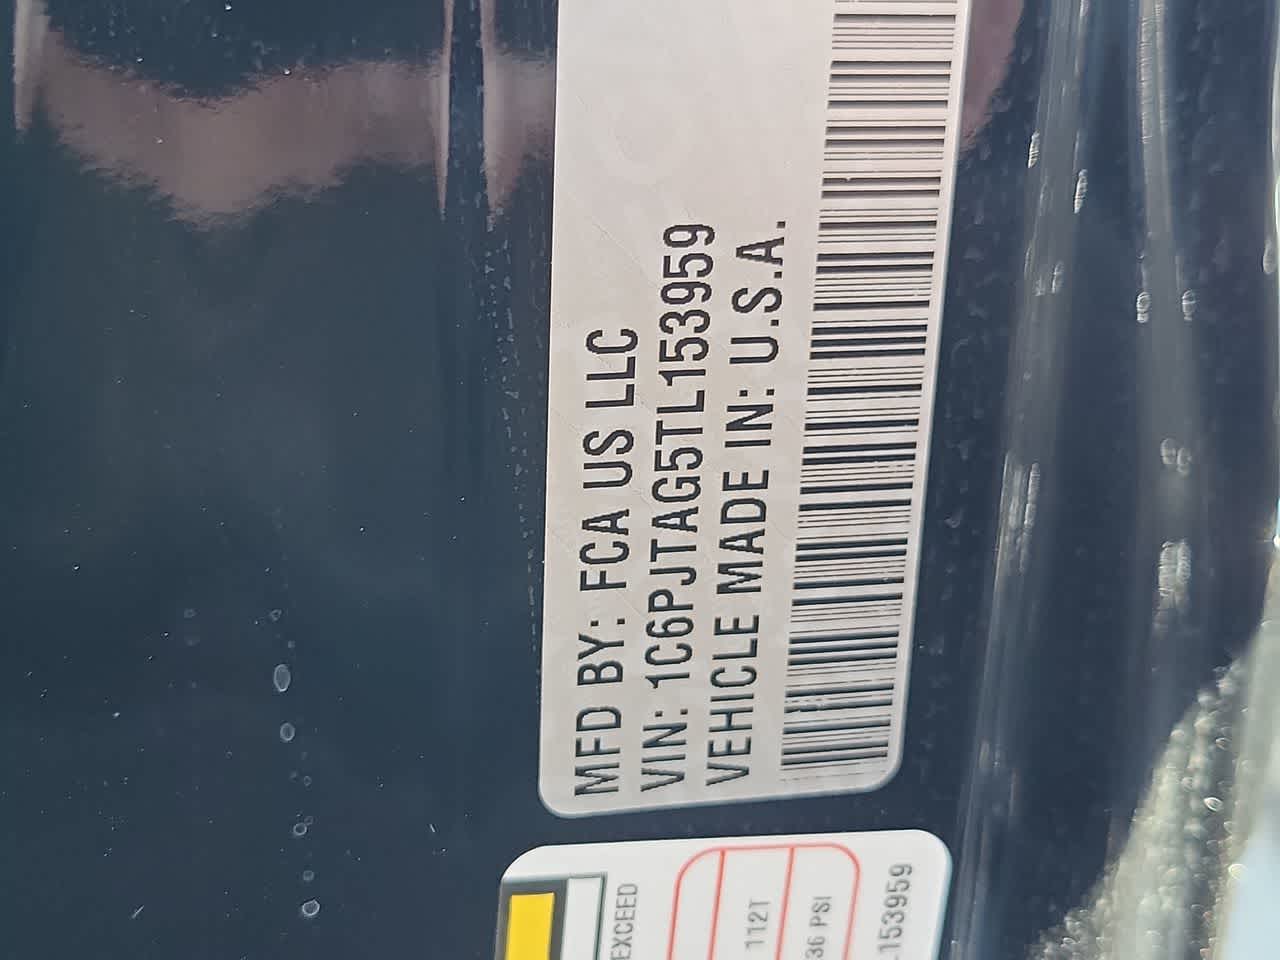 MFD BY: FCA US LLC
VIN: 1C6PJTAG5TL153959
VEHICLE MADE IN: U.S.A.
EXCEED
112T
36 PSI
153959